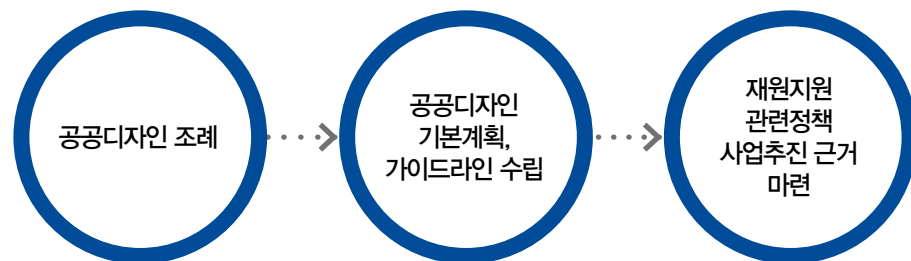 공공디자인 조례
공공디자인
기본계획,
가이드라인 수립
재원지원
관련정책
사업추진 근거
마련